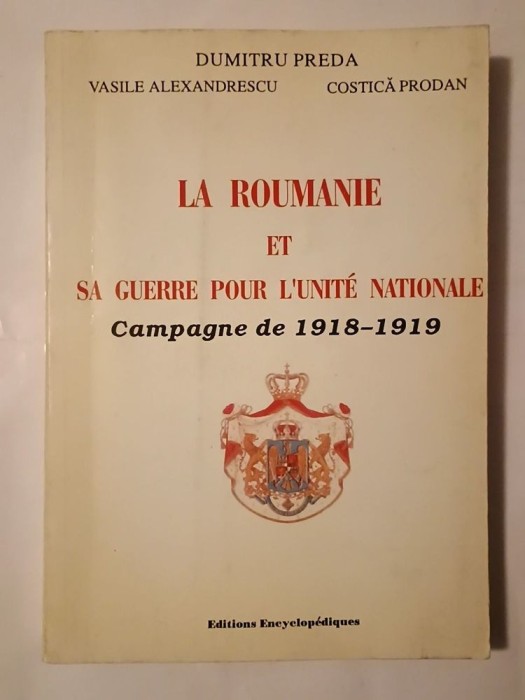 DUMITRU PREDA
VASILE ALEXANDRESCU COSTICĂ PRODAN
LA ROUMANIE
ET
SA GUERRE POUR L'UNITÉ NATIONALE
Campagne de 1918-1919
Editions Encyclopédiques